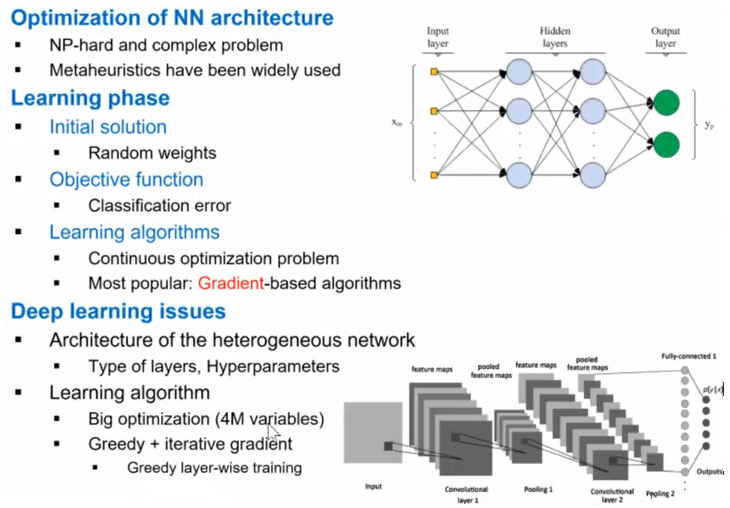 Optimization of NN architecture
▪ NP-hard and complex problem
▪ Metaheuristics have been widely used
Learning phase
▪ Initial solution
▪ Random weights
▪ Objective function
▪ Classification error
▪ Learning algorithms
▪ Continuous optimization problem
▪ Most popular: Gradient-based algorithms
Deep learning issues
▪ Architecture of the heterogeneous network
▪ Type of layers, Hyperparameters
▪ Learning algorithm
▪ Big optimization (4M variables)
▪ Greedy + iterative gradient
▪ Greedy layer-wise training
Input layer
Hidden layers
Output layer
xₘ
yₚ
feature maps
pooled feature maps
feature maps
pooled feature maps
Fully-connected 1
p(y|x)
Input
Convolutional layer 1
Pooling 1
Convolutional layer 2
Pooling 2
Outputs